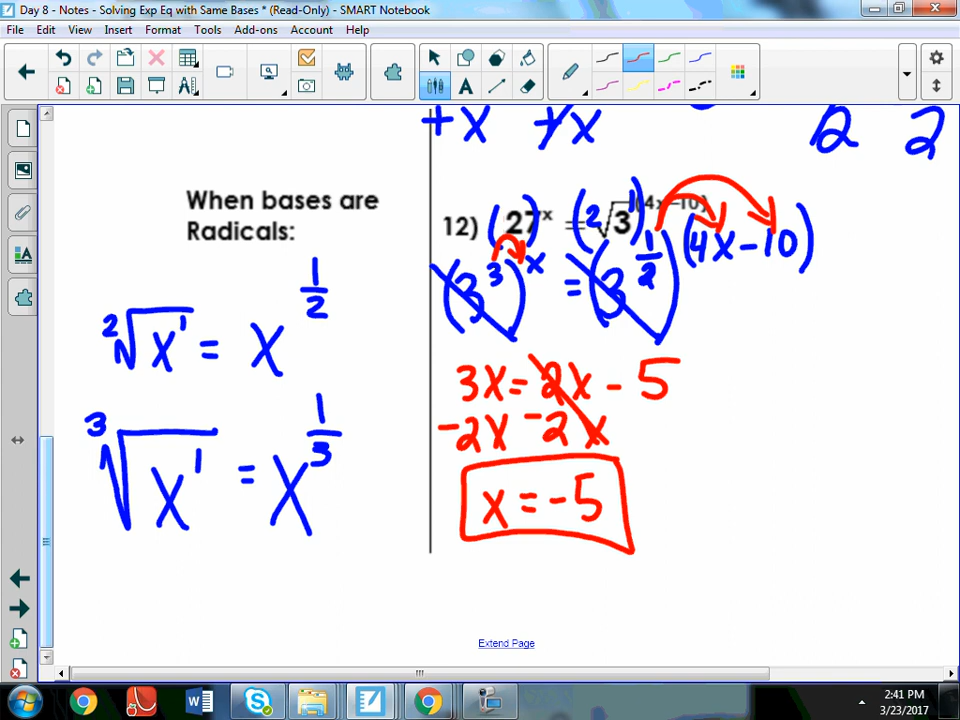 Day 8 - Notes - Solving Exp Eq with Same Bases * (Read-Only) - SMART Notebook
File Edit View Insert Format Tools Add-ons Account Help
+x +x 2 2
When bases are
Radicals:
12) (27)^x = (²√3¹)^(4x-10)
(3³)^x = (3^(1/2))^(4x-10)
²√x¹ = x^(1/2)
3x = 2x - 5
-2x -2x
³√x¹ = x^(1/3)
x = -5
Extend Page
2:41 PM
3/23/2017